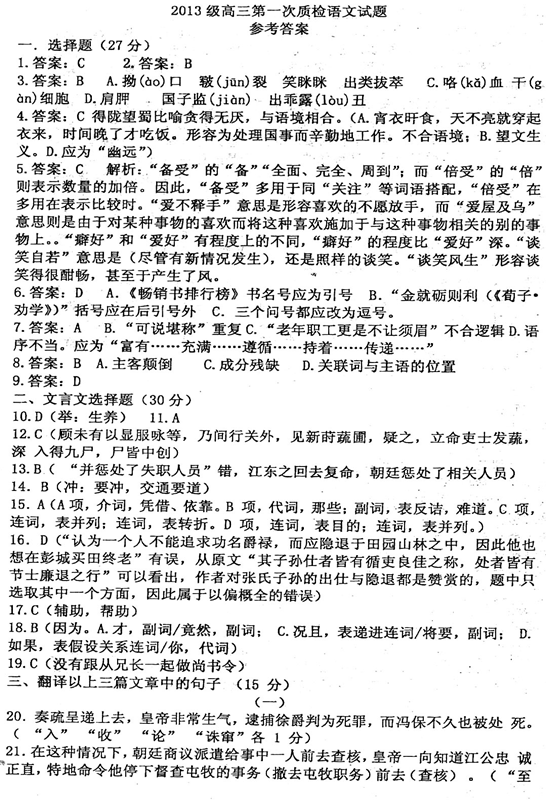 2013级高三第一次质检语文试题
参考答案
一．选择题（27分）
1.答案：C    2.答案：B
3.答案：B  A.拗(ào)口  皲(jūn)裂  笑眯眯  出类拔萃  C.咯(kǎ)血 干(g
àn)细胞 D.肩胛  国子监(jiàn)  出乖露(lòu)丑
4.答案：C 得陇望蜀比喻贪得无厌，与语境相合。（A.宵衣旰食，天不亮就穿起
衣来，时间晚了才吃饭。形容为处理国事而辛勤地工作。不合语境；B.望文生
义。D.应为“幽远”）
5.答案：C  解析：“备受”的“备”“全面、完全、周到”；而“倍受”的“倍”
则表示数量的加倍。因此，“备受”多用于同“关注”等词语搭配，“倍受”在
多用在表示比较时。“爱不释手”意思是形容喜欢的不愿放手，而“爱屋及乌”
意思则是由于对某种事物的喜欢而将这种喜欢施加于与这种事物相关的别的事
物上。。“癖好”和“爱好”有程度上的不同，“癖好”的程度比“爱好”深。“谈
笑自若”意思是（尽管有新情况发生），还是照样的谈笑。“谈笑风生”形容谈
笑得很酣畅，甚至于产生了风。
6.答案：D  A．《畅销书排行榜》书名号应为引号  B．“金就砺则利（《荀子·
劝学》）”括号应在后引号外  C．三个问号都应改为逗号。
7.答案：A  B.“可说堪称”重复 C.“老年职工更是不让须眉”不合逻辑 D.语
序不当。应为“富有……充满……遵循……持着……传递……”
8.答案：B  A.主客颠倒  C.成分残缺  D.关联词与主语的位置
9.答案：D
二、文言文选择题（30分）
10.D（举：生养）  11.A
12.C（顾未有以显服咏等，乃间行关外，见新莳蔬圃，疑之，立命吏士发蔬，
深 入得九尸，尸皆中创）
13.B（ “并惩处了失职人员”错，江东之回去复命，朝廷惩处了相关人员）
14．B（冲：要冲，交通要道）
15．A（A项，介词，凭借、依靠。B 项，代词，那些；副词，表反诘，难道。C 项，
连词，表并列；连词，表转折。D 项，连词，表目的；连词，表并列。）
16．D（“认为一个人不能追求功名爵禄，而应隐退于田园山林之中，因此他也
想在彭城买田终老”有误，从原文“其子孙仕者皆有循吏良佳之称，处者皆有
节士廉退之行”可以看出，作者对张氏子孙的出仕与隐退都是赞赏的，题中只
选取其中一个方面，因此属于以偏概全的错误）
17.C（辅助，帮助）
18.B（因为。A.才，副词/竟然，副词； C.况且，表递进连词/将要，副词； D.
如果，表假设关系连词/你，代词）
19.C（没有跟从兄长一起做尚书令）
三、翻译以上三篇文章中的句子 （15 分）
（一）
20．奏疏呈递上去，皇帝非常生气，逮捕徐爵判为死罪，而冯保不久也被处 死。
（ “入” “收” “论” “诛窜”各 1 分）
21．在这种情况下，朝廷商议派遣给事中一人前去查核，皇帝一向知道江公忠 诚
正直，特地命令他停下督查屯牧的事务（撤去屯牧职务）前去（查核）。（“至